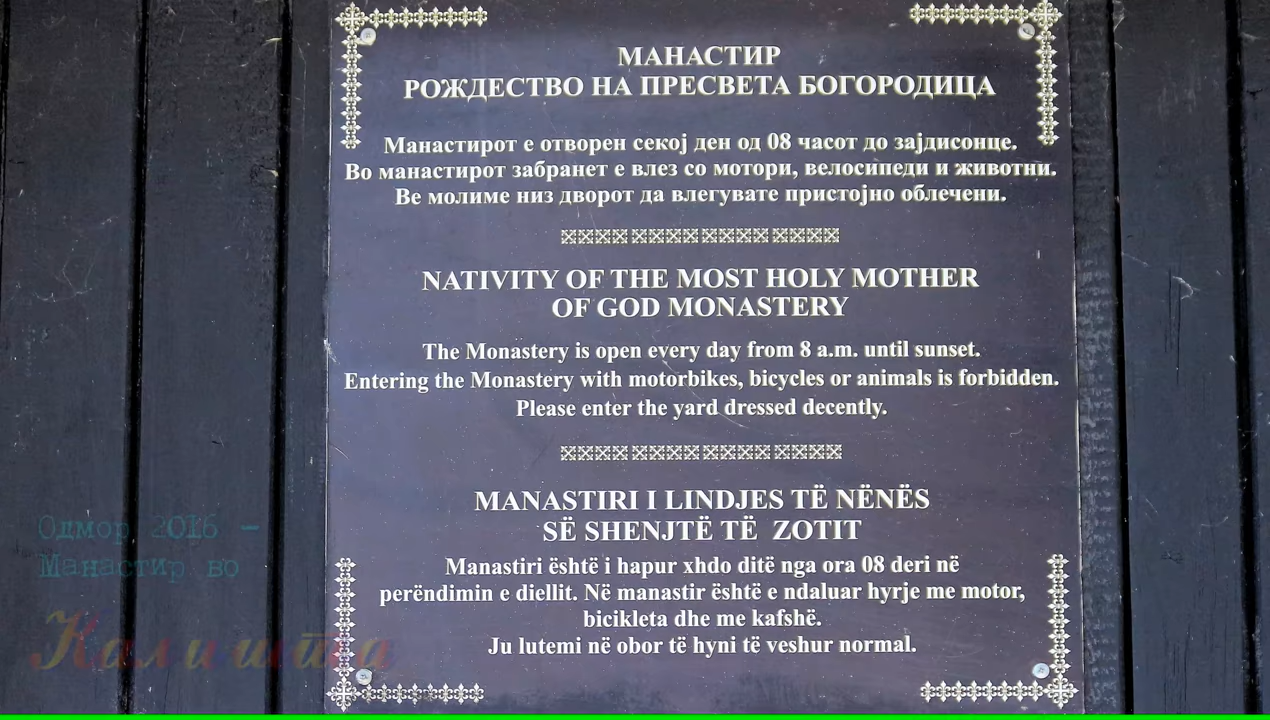 МАНАСТИР
РОЖДЕСТВО НА ПРЕСВЕТА БОГОРОДИЦА
Манастирот е отворен секој ден од 08 часот до зајдисонце.
Во манастирот забранет е влез со мотори, велосипеди и животни.
Ве молиме низ дворот да влегувате пристојно облечени.
NATIVITY OF THE MOST HOLY MOTHER
OF GOD MONASTERY
The Monastery is open every day from 8 a.m. until sunset.
Entering the Monastery with motorbikes, bicycles or animals is forbidden.
Please enter the yard dressed decently.
MANASTIRI I LINDJES TË NËNËS
SË SHENJTË TË ZOTIT
Manastiri është i hapur xhdo ditë nga ora 08 deri në
perëndimin e diellit. Në manastir është e ndaluar hyrje me motor,
bicikleta dhe me kafshë.
Ju lutemi në obor të hyni të veshur normal.
Одмор 2016 –
Манастир во
Калишта